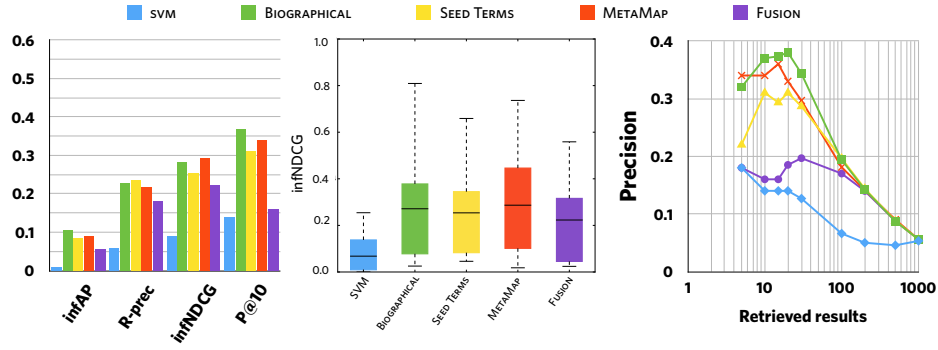 SVM BIOGRAPHICAL SEED TERMS METAMAP FUSION
0.6
0.5
0.4
0.3
0.2
0.1
0
infAP R-prec infNDCG P@10
infNDCG
1.0
0.8
0.6
0.4
0.2
0.0
SVM BIOGRAPHICAL SEED TERMS METAMAP FUSION
Precision
0.4
0.3
0.2
0.1
0
1 10 100 1000
Retrieved results